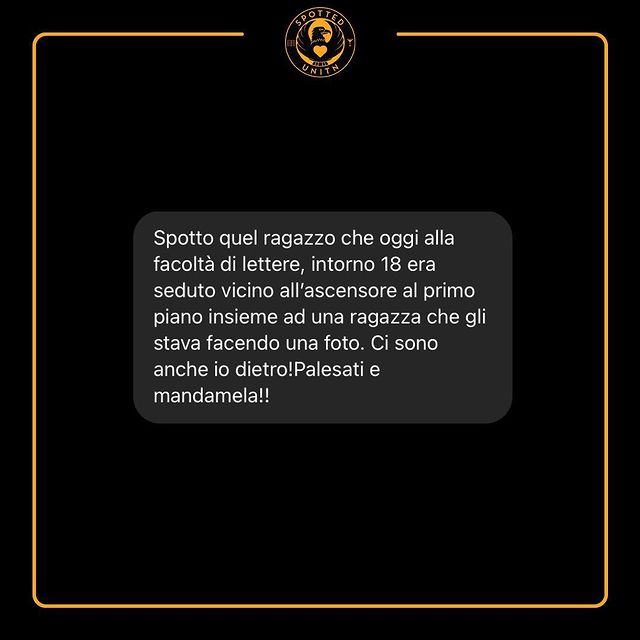 SPOTTED
UNITN
Spotto quel ragazzo che oggi alla
facoltà di lettere, intorno 18 era
seduto vicino all’ascensore al primo
piano insieme ad una ragazza che gli
stava facendo una foto. Ci sono
anche io dietro!Palesati e
mandamela!!